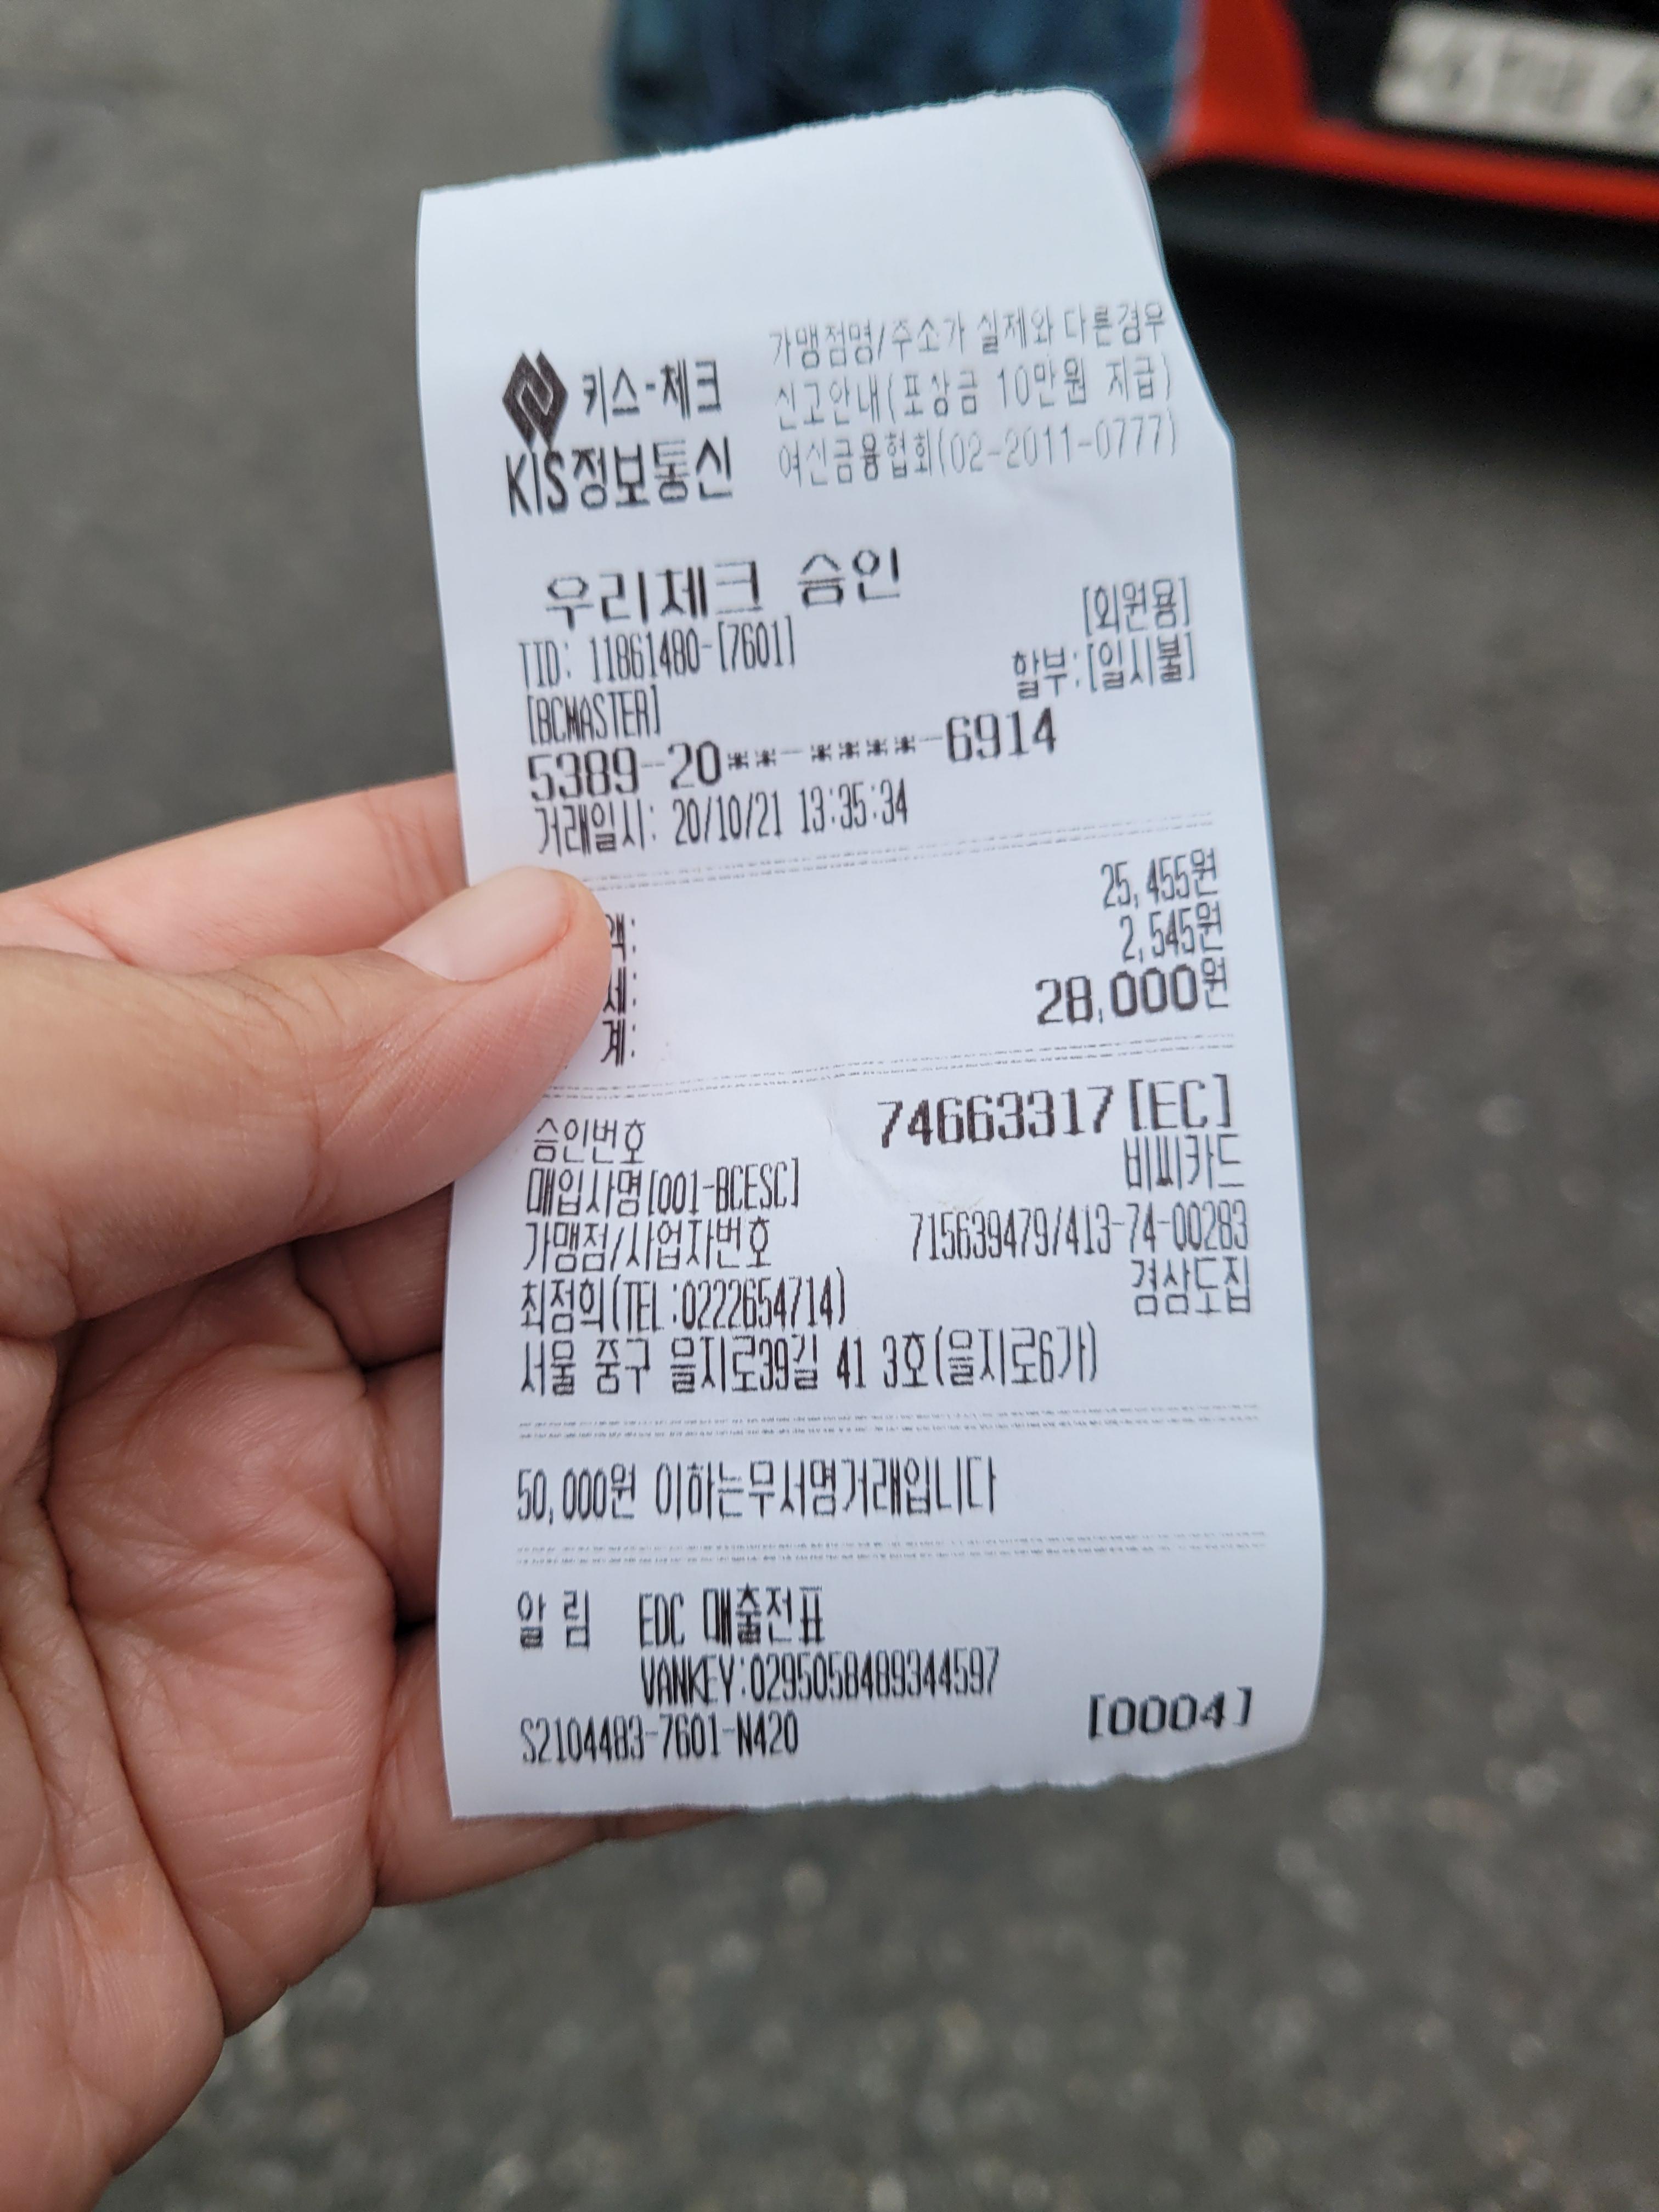 키스-체크
KIS정보통신
가맹점명/주소가 실제와 다른경우
신고안내(포상금 10만원 지급)
여신금융협회(02-2011-0777)
우리체크 승인
[회원용]
TID: 11861480-[7601]
할부:[일시불]
[BCMASTER]
5389-20**-****-6914
거래일시: 20/10/21 13:35:34
25,455원
액:
2,545원
세:
28,000원
계:
승인번호 74663317[EC]
매입사명[001-BCESC] 비씨카드
가맹점/사업자번호 715639479/413-74-00283
최점희(TEL:0222654714) 경상도집
서울 중구 을지로39길 41 3호(을지로6가)
50,000원 이하는무서명거래입니다
알 림 EDC 매출전표
VANKEY:0295058489344597
S2104483-7601-N420 [0004]